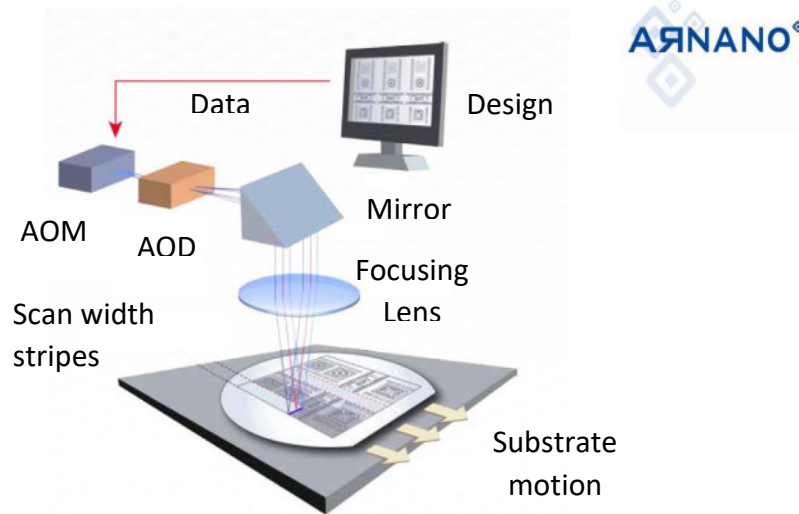 AЯNANO
Data
Design
Mirror
AOM
AOD
Focusing
Lens
Scan width
stripes
Substrate
motion